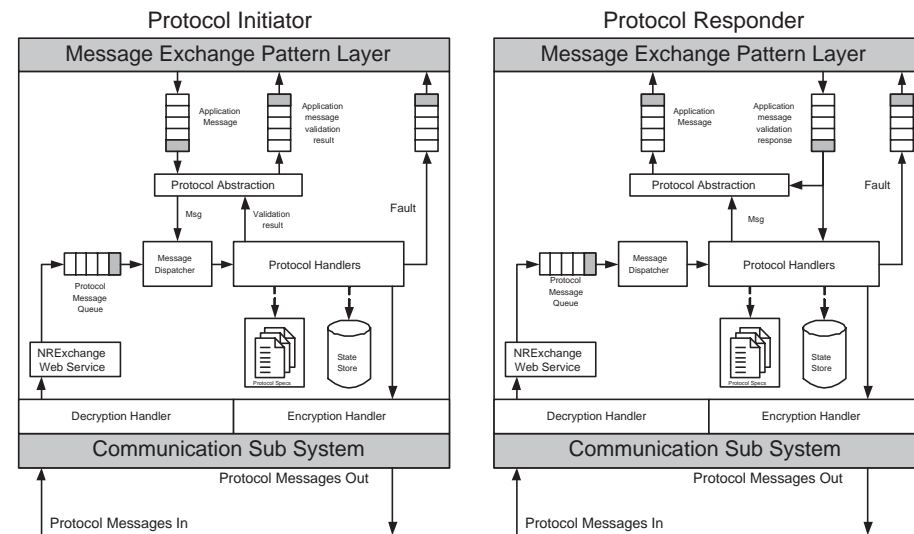 Protocol Initiator
Message Exchange Pattern Layer
Application
Message
Application
message
validation
result
Protocol Abstraction
Msg
Validation
result
Fault
Message
Dispatcher
Protocol Handlers
Protocol
Message
Queue
NRExchange
Web Service
Protocol Specs
State
Store
Decryption Handler
Encryption Handler
Communication Sub System
Protocol Messages Out
Protocol Messages In
Protocol Responder
Message Exchange Pattern Layer
Application
Message
Application
message
validation
response
Protocol Abstraction
Fault
Msg
Message
Dispatcher
Protocol Handlers
Protocol
Message
Queue
NRExchange
Web Service
Protocol Specs
State
Store
Decryption Handler
Encryption Handler
Communication Sub System
Protocol Messages Out
Protocol Messages In